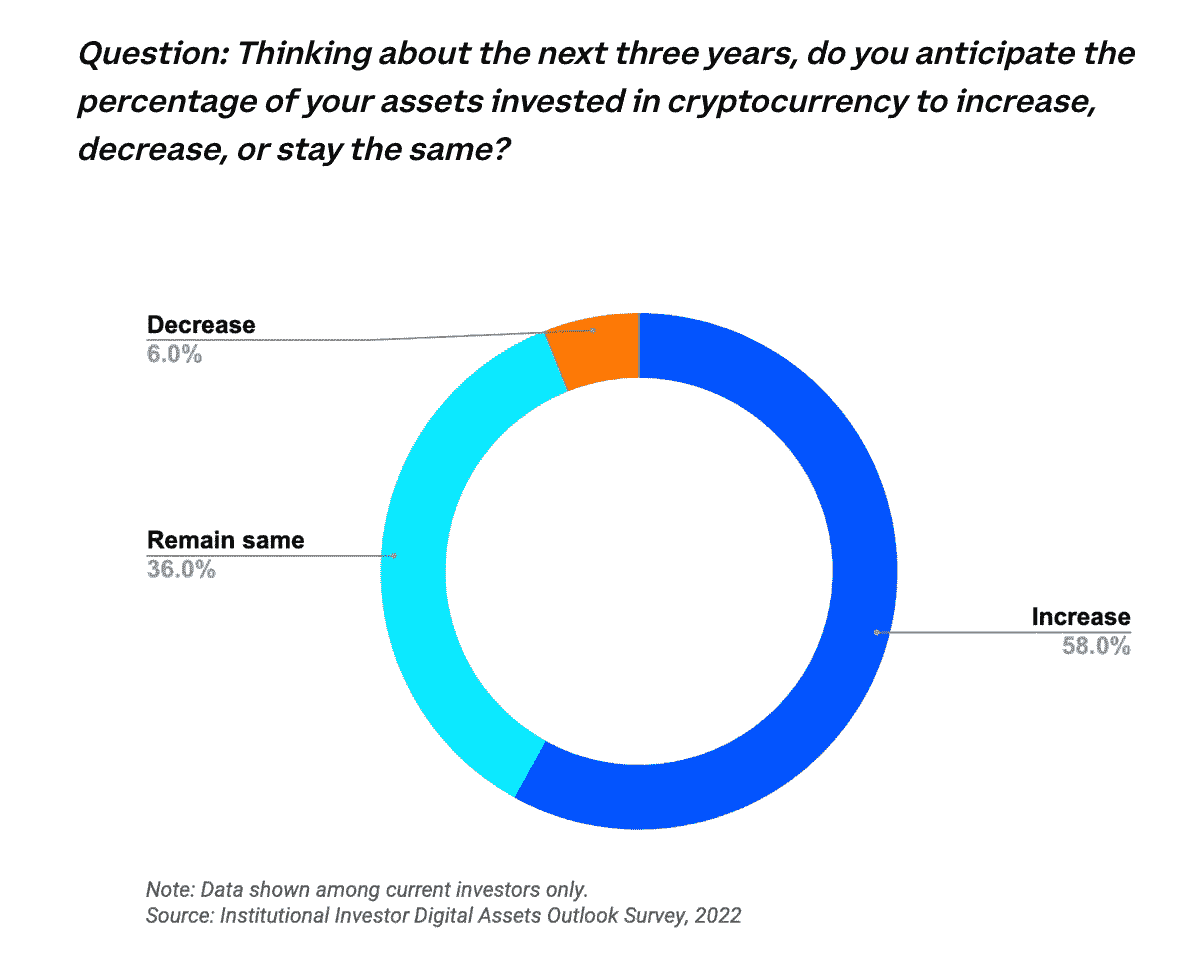 Question: Thinking about the next three years, do you anticipate the
percentage of your assets invested in cryptocurrency to increase,
decrease, or stay the same?
Decrease
6.0%
Remain same
36.0%
Increase
58.0%
Note: Data shown among current investors only.
Source: Institutional Investor Digital Assets Outlook Survey, 2022